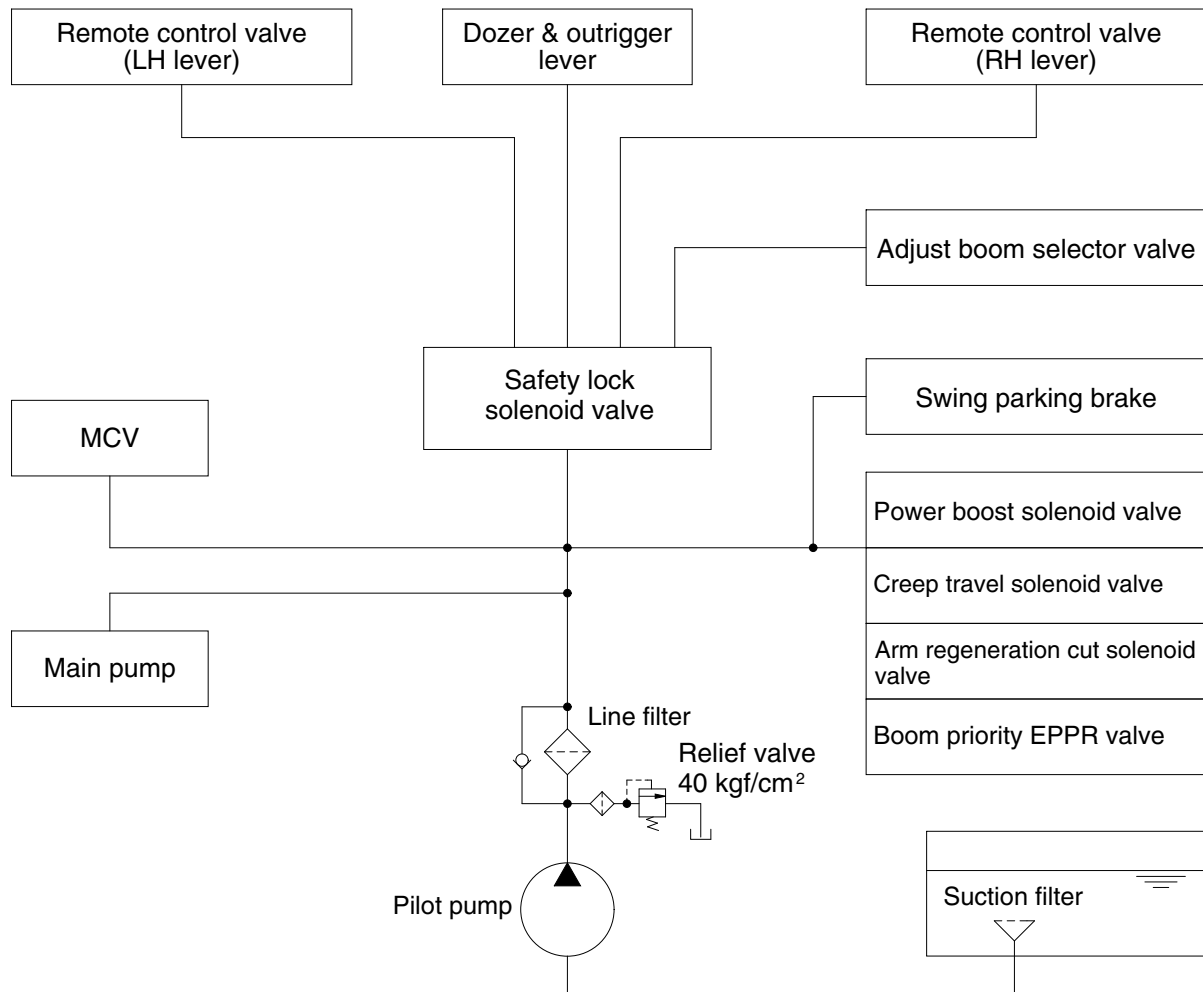 Remote control valve
(LH lever)
Dozer & outrigger
lever
Remote control valve
(RH lever)
Adjust boom selector valve
Safety lock
solenoid valve
Swing parking brake
MCV
Power boost solenoid valve
Creep travel solenoid valve
Main pump
Arm regeneration cut solenoid
valve
Line filter
Boom priority EPPR valve
Relief valve
40 kgf/cm²
Pilot pump
Suction filter